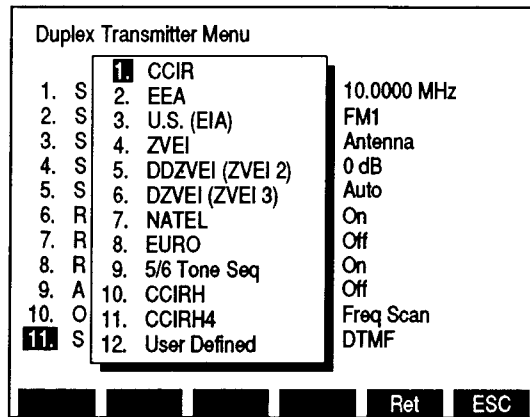 Duplex Transmitter Menu
1. CCIR
2. EEA
3. U.S. (EIA)
4. ZVEI
5. DDZVEI (ZVEI 2)
6. DZVEI (ZVEI 3)
7. NATEL
8. EURO
9. 5/6 Tone Seq
10. CCIRH
11. CCIRH4
12. User Defined
1. S 10.0000 MHz
2. S FM1
3. S Antenna
4. S 0 dB
5. S Auto
6. R On
7. R Off
8. R On
9. A Off
10. O Freq Scan
11. S DTMF
Ret ESC